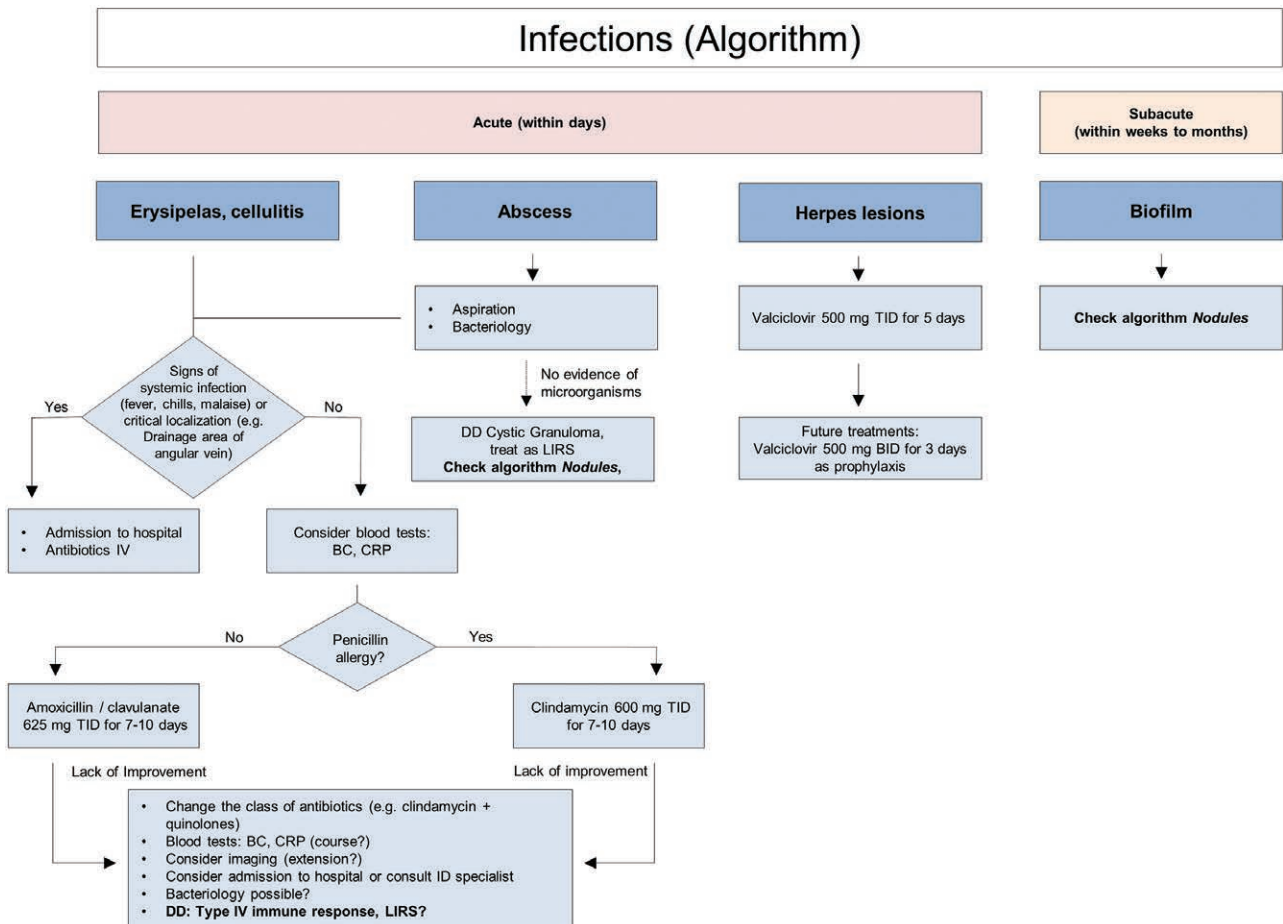 Infections (Algorithm)
Acute (within days)
Subacute
(within weeks to months)
Erysipelas, cellulitis
Abscess
Herpes lesions
Biofilm
• Aspiration
• Bacteriology
Valciclovir 500 mg TID for 5 days
Check algorithm Nodules
Signs of
systemic infection
(fever, chills, malaise) or
critical localization (e.g.
Drainage area of
angular vein)
Yes
No
No evidence of
microorganisms
DD Cystic Granuloma,
treat as LIRS
Check algorithm Nodules,
Future treatments:
Valciclovir 500 mg BID for 3 days
as prophylaxis
• Admission to hospital
• Antibiotics IV
Consider blood tests:
BC, CRP
No
Penicillin
allergy?
Yes
Amoxicillin / clavulanate
625 mg TID for 7-10 days
Clindamycin 600 mg TID
for 7-10 days
Lack of Improvement
Lack of improvement
• Change the class of antibiotics (e.g. clindamycin +
quinolones)
• Blood tests: BC, CRP (course?)
• Consider imaging (extension?)
• Consider admission to hospital or consult ID specialist
• Bacteriology possible?
• DD: Type IV immune response, LIRS?